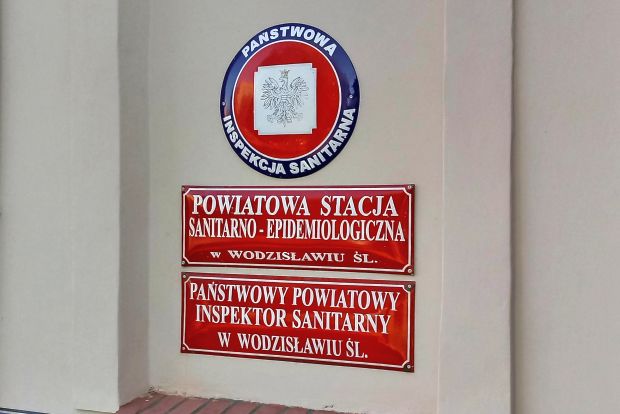 PAŃSTWOWA
INSPEKCJA SANITARNA
POWIATOWA STACJA
SANITARNO - EPIDEMIOLOGICZNA
W WODZISŁAWIU ŚL.
PAŃSTWOWY POWIATOWY
INSPEKTOR SANITARNY
W WODZISŁAWIU ŚL.